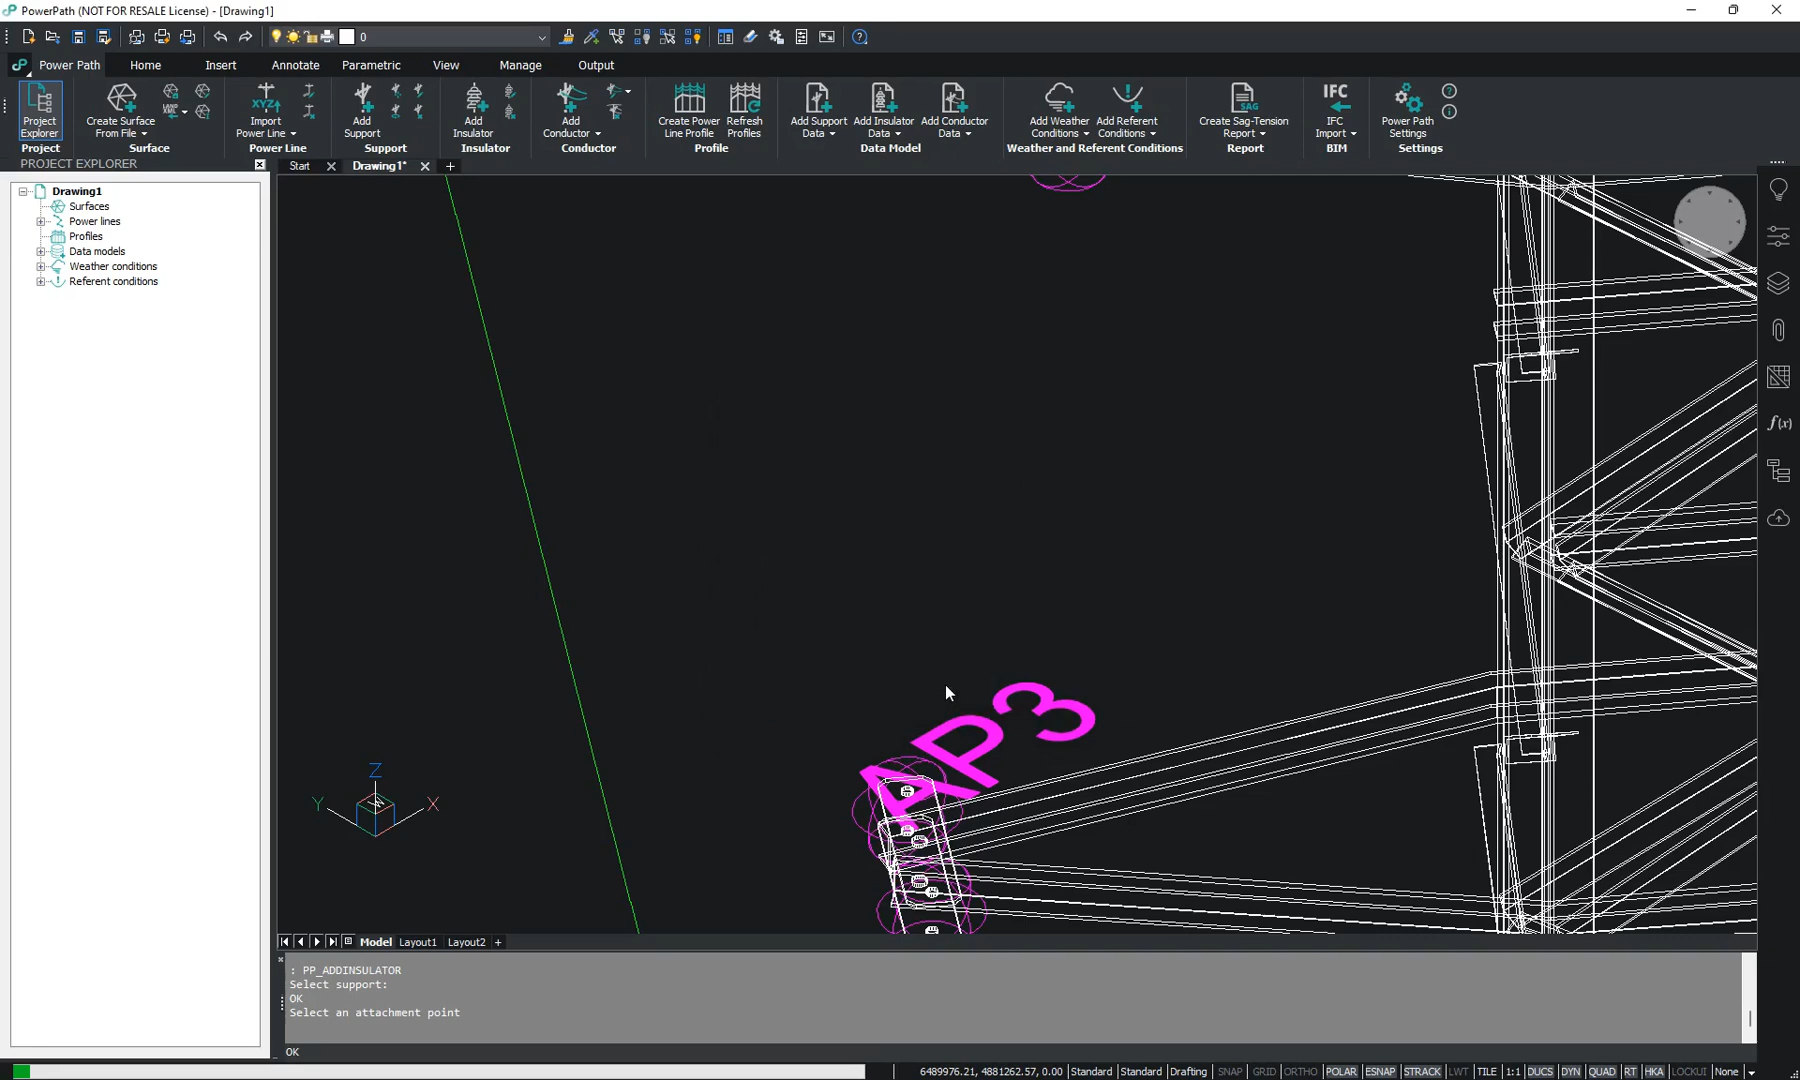 PowerPath (NOT FOR RESALE License) - [Drawing1]
0
Power Path Home Insert Annotate Parametric View Manage Output
Project Explorer
Create Surface From File
LAND XML
XYZ
Import Power Line
Add Support
Add Insulator
Add Conductor
Create Power Line Profile
Refresh Profiles
Add Support Data
Add Insulator Data
Add Conductor Data
Add Weather Conditions
Add Referent Conditions
SAG
Create Sag-Tension Report
IFC
IFC Import
Power Path Settings
Project Surface Power Line Support Insulator Conductor Profile Data Model Weather and Referent Conditions Report BIM Settings
PROJECT EXPLORER
Start Drawing1* +
Drawing1
Surfaces
Power lines
Profiles
Data models
Weather conditions
Referent conditions
f(x)
AP3
Z
Y X
W
Model Layout1 Layout2 +
: PP_ADDINSULATOR
Select support:
OK
Select an attachment point
OK
6489976.21, 4881262.57, 0.00 Standard Standard Drafting SNAP GRID ORTHO POLAR ESNAP STRACK LWT TILE 1:1 DUCS DYN QUAD RT HKA LOCKUI None